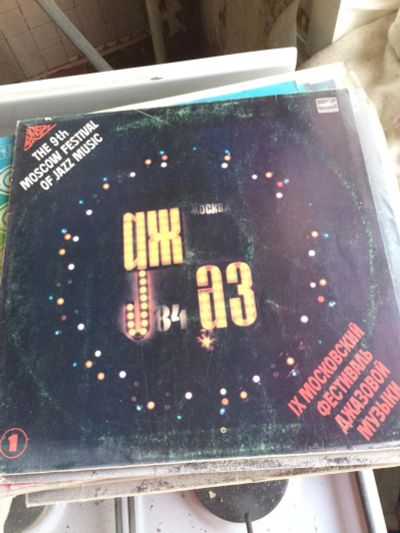 THE 9th
MOSCOW FESTIVAL
OF JAZZ MUSIC
МОСКВА
ДЖ
АЗ
84
IX МОСКОВСКИЙ
ФЕСТИВАЛЬ
ДЖАЗОВОЙ
МУЗЫКИ
1